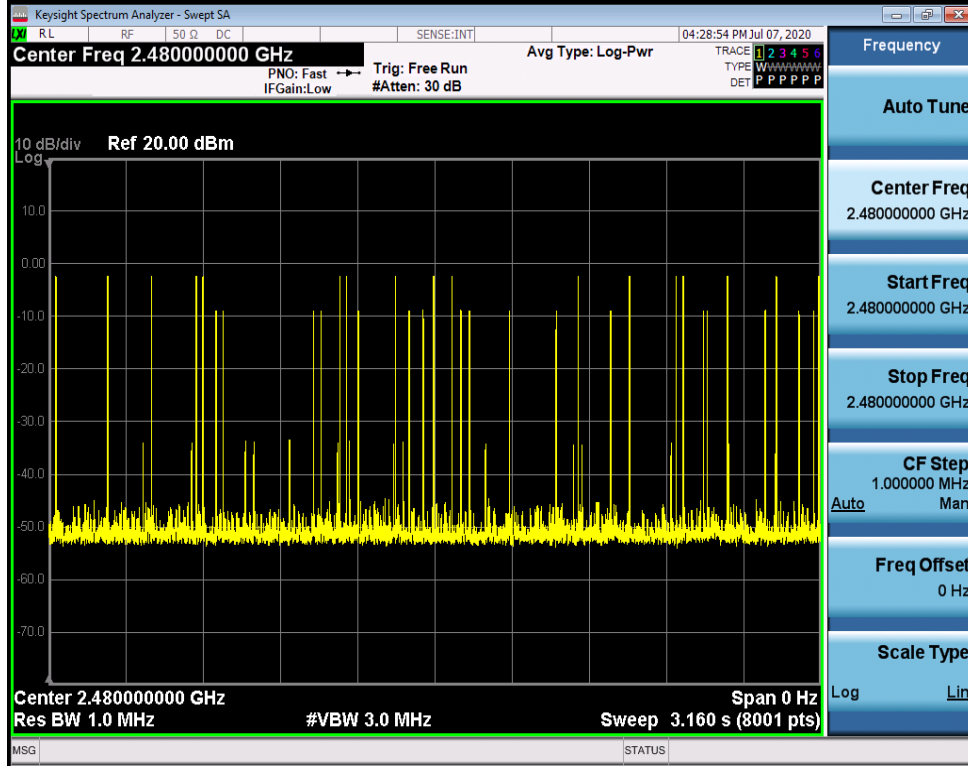 Keysight Spectrum Analyzer - Swept SA
LXI RL RF 50 Ω DC SENSE:INT 04:28:54 PM Jul 07, 2020
Center Freq 2.480000000 GHz
PNO: Fast
IFGain:Low
Trig: Free Run
#Atten: 30 dB
Avg Type: Log-Pwr
TRACE 1 2 3 4 5 6
TYPE WWWWWW
DET P P P P P P
10 dB/div Ref 20.00 dBm
Log
10.0
0.00
-10.0
-20.0
-30.0
-40.0
-50.0
-60.0
-70.0
Center 2.480000000 GHz Span 0 Hz
Res BW 1.0 MHz #VBW 3.0 MHz Sweep 3.160 s (8001 pts)
MSG STATUS
Frequency
Auto Tune
Center Freq
2.480000000 GHz
Start Freq
2.480000000 GHz
Stop Freq
2.480000000 GHz
CF Step
1.000000 MHz
Auto Man
Freq Offset
0 Hz
Scale Type
Log Lin